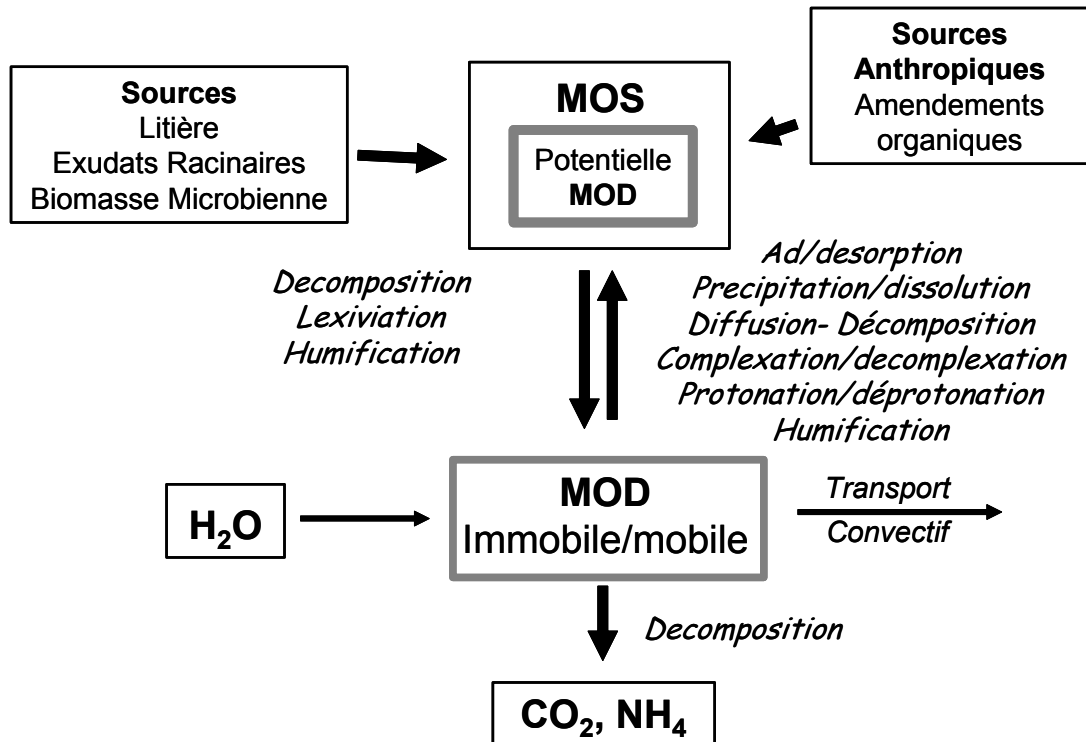 Sources
Litière
Exudats Racinaires
Biomasse Microbienne
MOS
Potentielle
MOD
Sources
Anthropiques
Amendements
organiques
Decomposition
Lexiviation
Humification
Ad/desorption
Precipitation/dissolution
Diffusion- Décomposition
Complexation/decomplexation
Protonation/déprotonation
Humification
H₂O
MOD
Immobile/mobile
Transport
Convectif
Decomposition
CO₂, NH₄